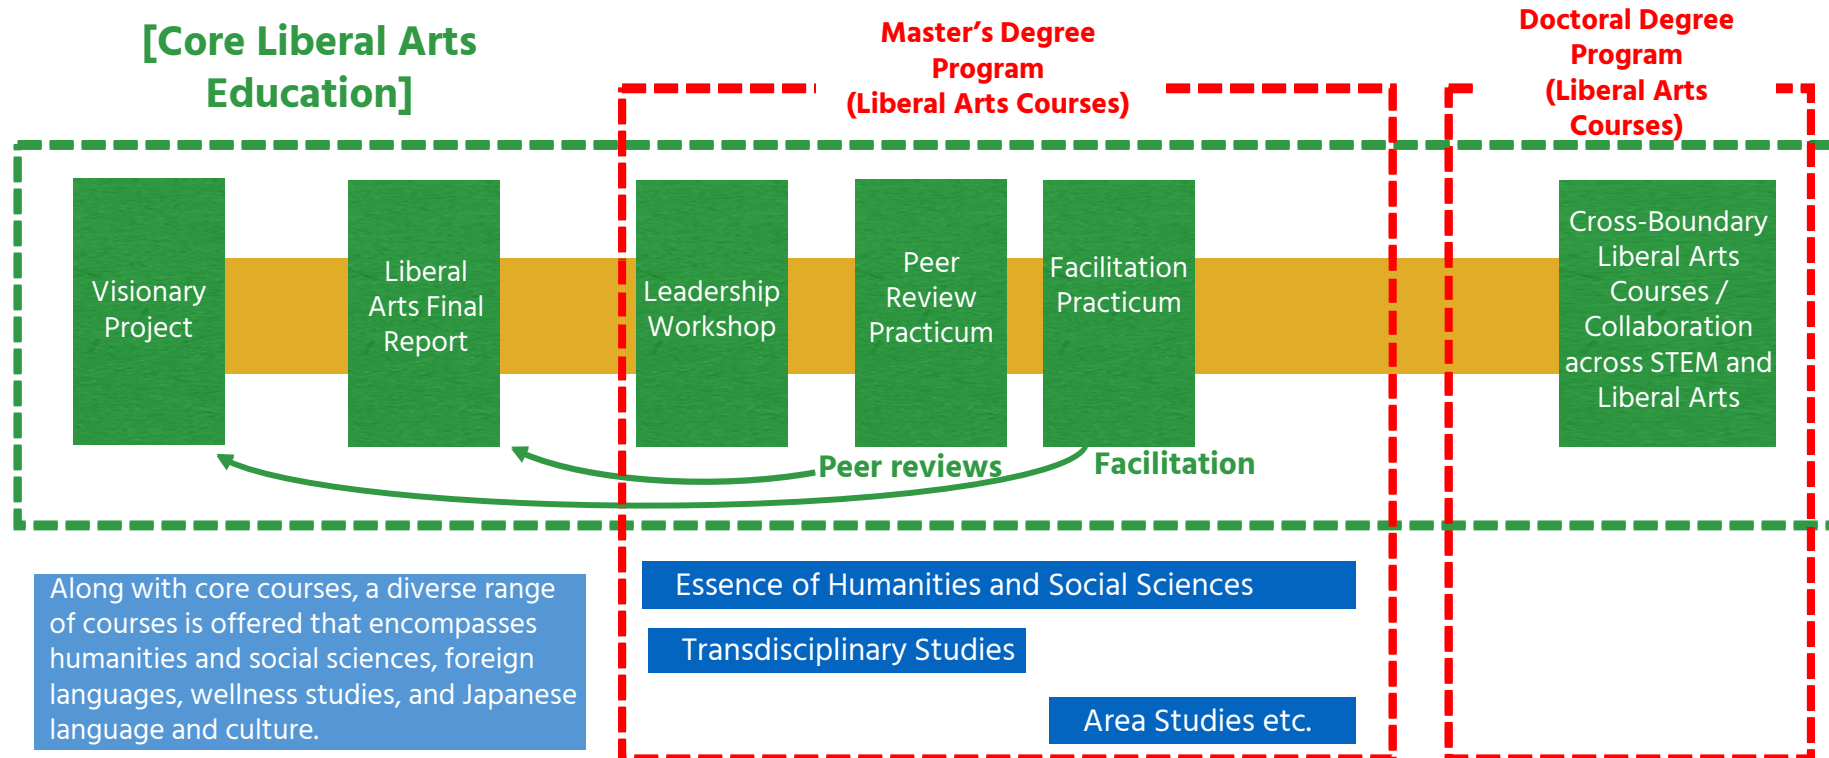 [Core Liberal Arts
Education]
Master’s Degree
Program
(Liberal Arts Courses)
Doctoral Degree
Program
(Liberal Arts
Courses)
Visionary
Project
Liberal
Arts Final
Report
Leadership
Workshop
Peer
Review
Practicum
Facilitation
Practicum
Cross-Boundary
Liberal Arts
Courses /
Collaboration
across STEM and
Liberal Arts
Peer reviews
Facilitation
Along with core courses, a diverse range
of courses is offered that encompasses
humanities and social sciences, foreign
languages, wellness studies, and Japanese
language and culture.
Essence of Humanities and Social Sciences
Transdisciplinary Studies
Area Studies etc.